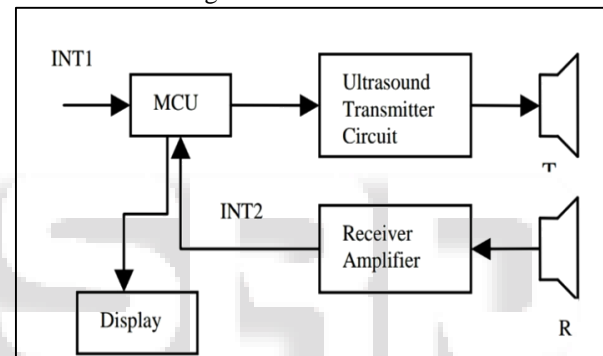 INT1
MCU
Ultrasound
Transmitter
Circuit
INT2
Receiver
Amplifier
Display
R